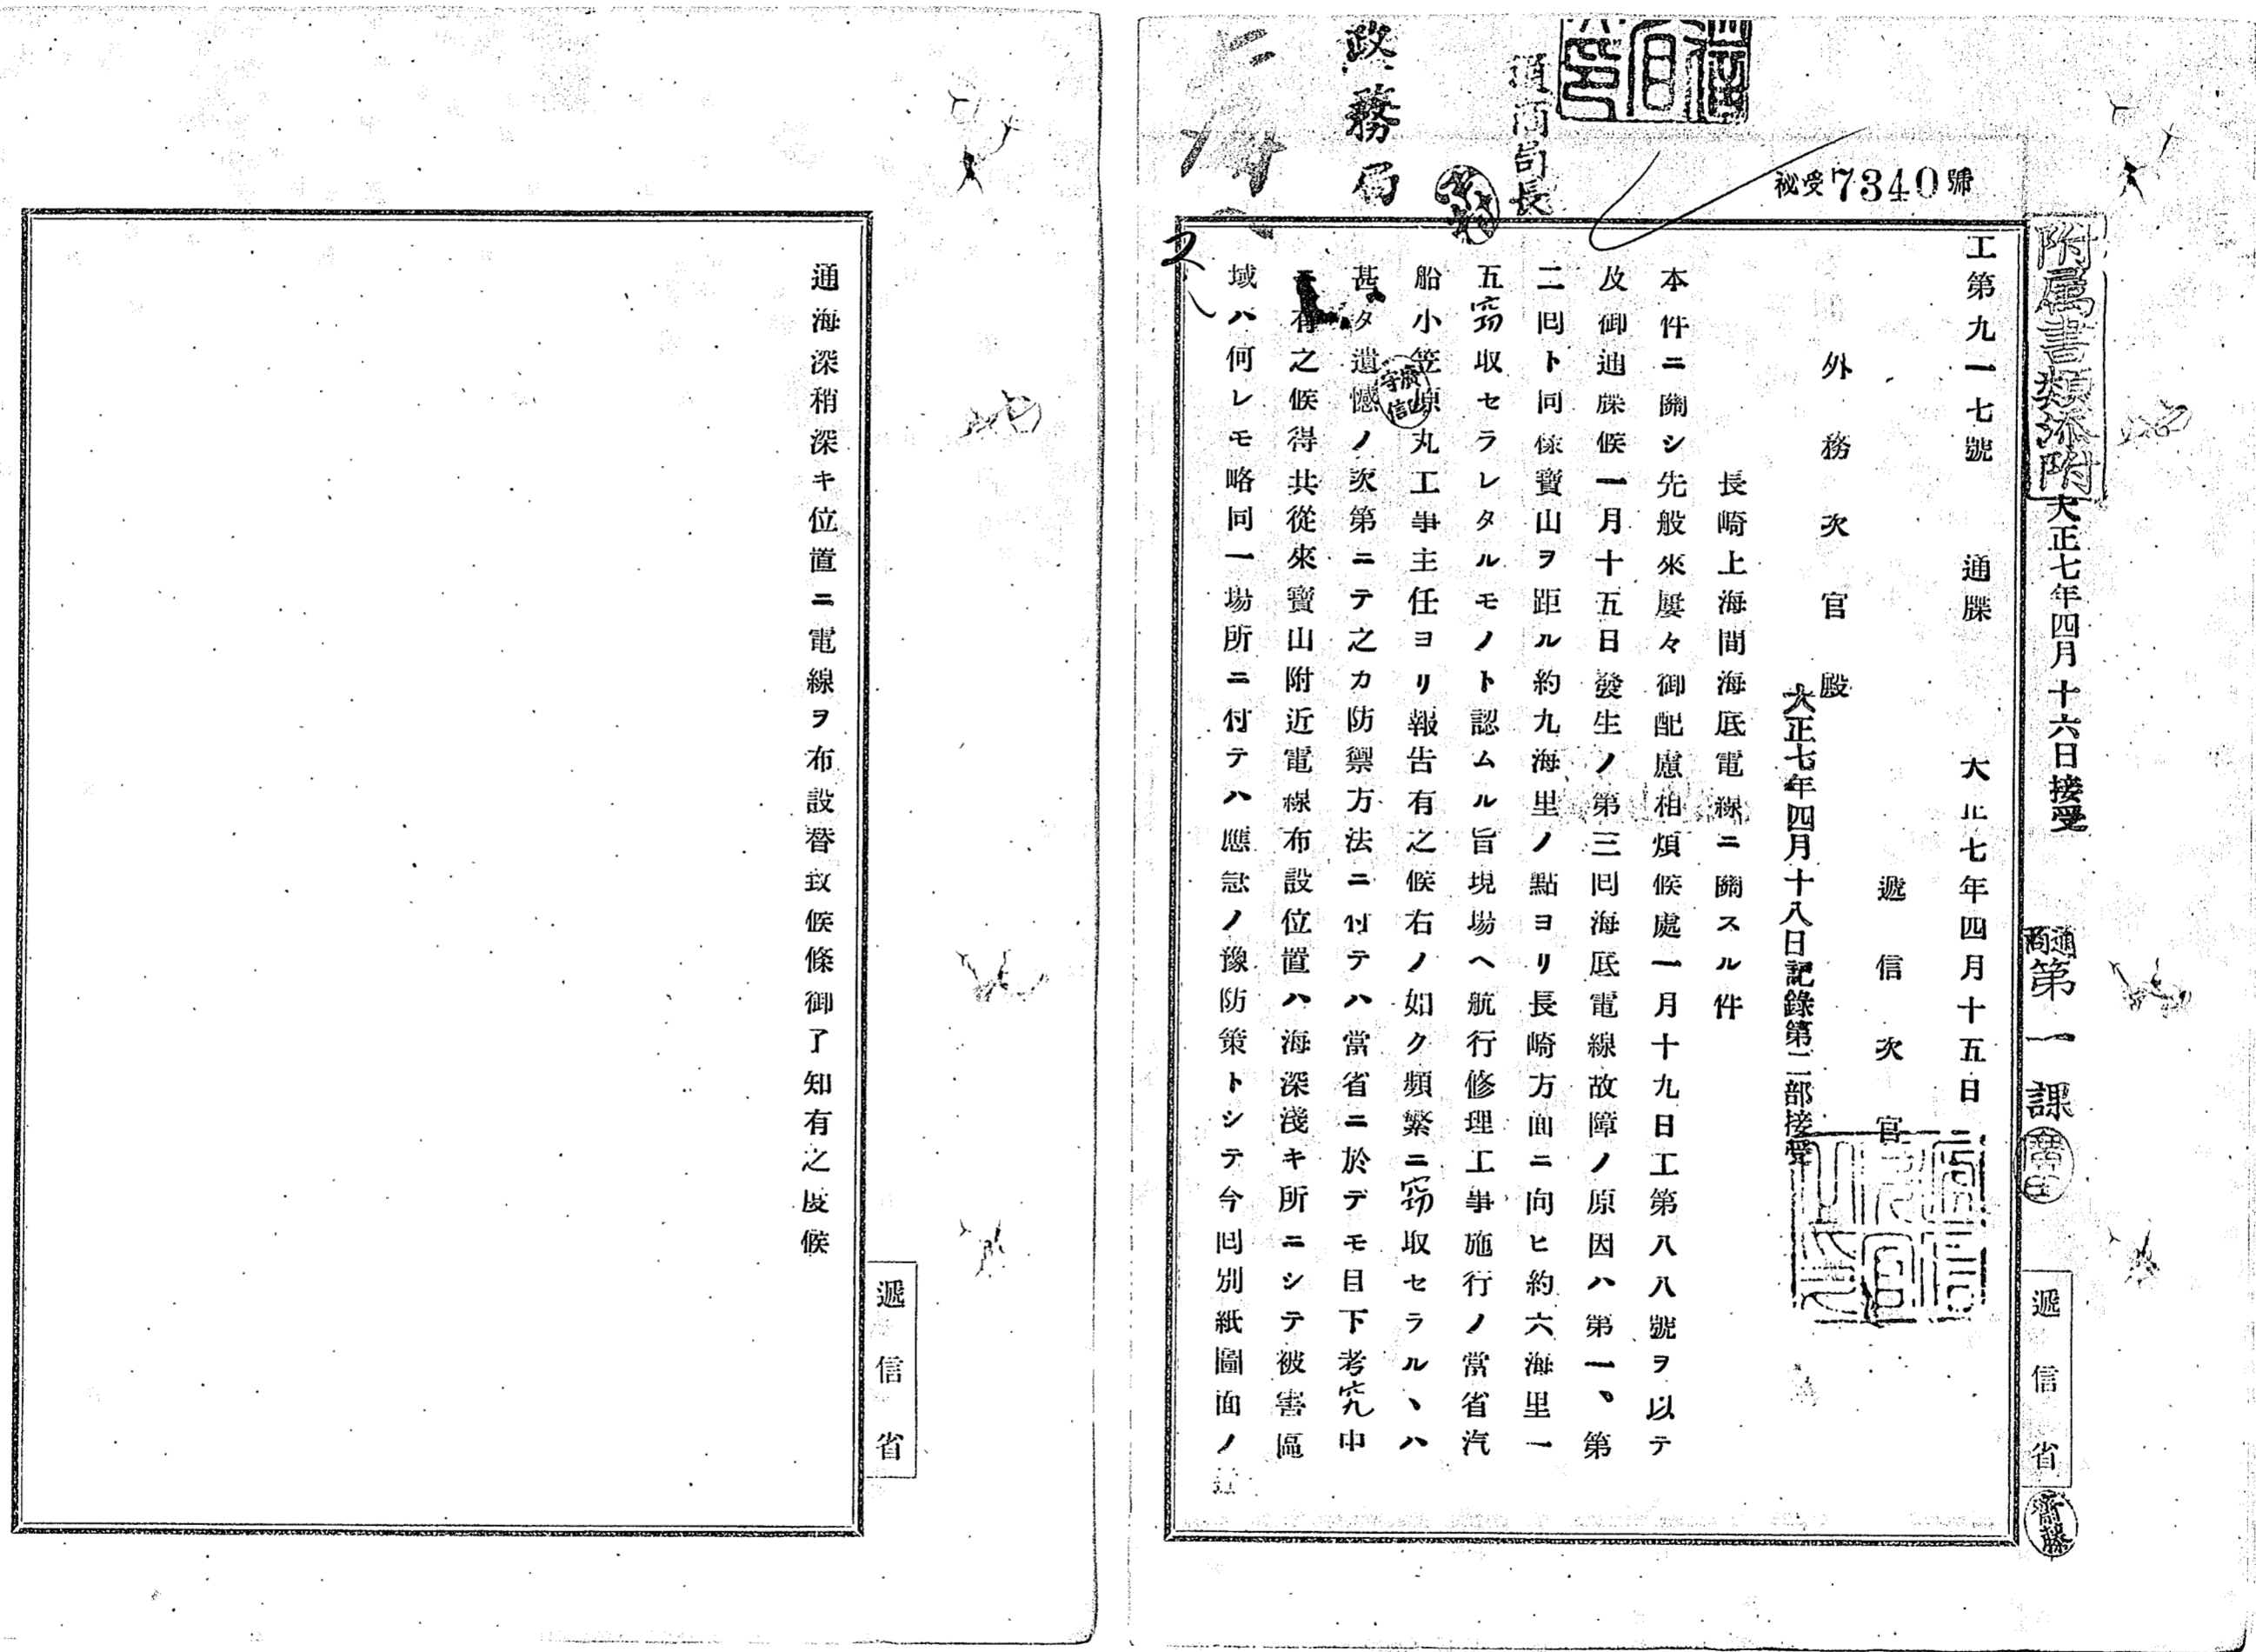 附属書類添附
大正七年四月十六日接受
通商第一課
遞信省
齋藤
秘受7340號
通商局長
政務局
工第九一七號 通牒 大正七年四月十五日
遞信次官
外務次官殿
大正七年四月十八日記錄第二部接受
長崎上海間海底電線ニ關スル件
本件ニ關シ先般來屢々御配慮相煩候處一月十九日工第八八號ヲ以テ
及御通牒候一月十五日發生ノ第三回海底電線故障ノ原因ハ第一、第
二回ト同樣寶山ヲ距ル約九海里ノ點ヨリ長崎方面ニ向ヒ約六海里一
五窃取セラレタルモノト認ムル旨現場ヘ航行修理工事施行ノ當省汽
船小笠原丸工事主任ヨリ報告有之候右ノ如ク頻繁ニ窃取セラル、ハ
甚タ遺憾ノ次第ニテ之カ防禦方法ニ付テハ當省ニ於テモ目下考究中
有之候得共從來寶山附近電線布設位置ハ海深淺キ所ニシテ被害區
域ハ何レモ略同一場所ニ付テハ應急ノ豫防策トシテ今回別紙圖面ノ
通海深稍深キ位置ニ電線ヲ布設替致候條御了知有之度候
遞信省